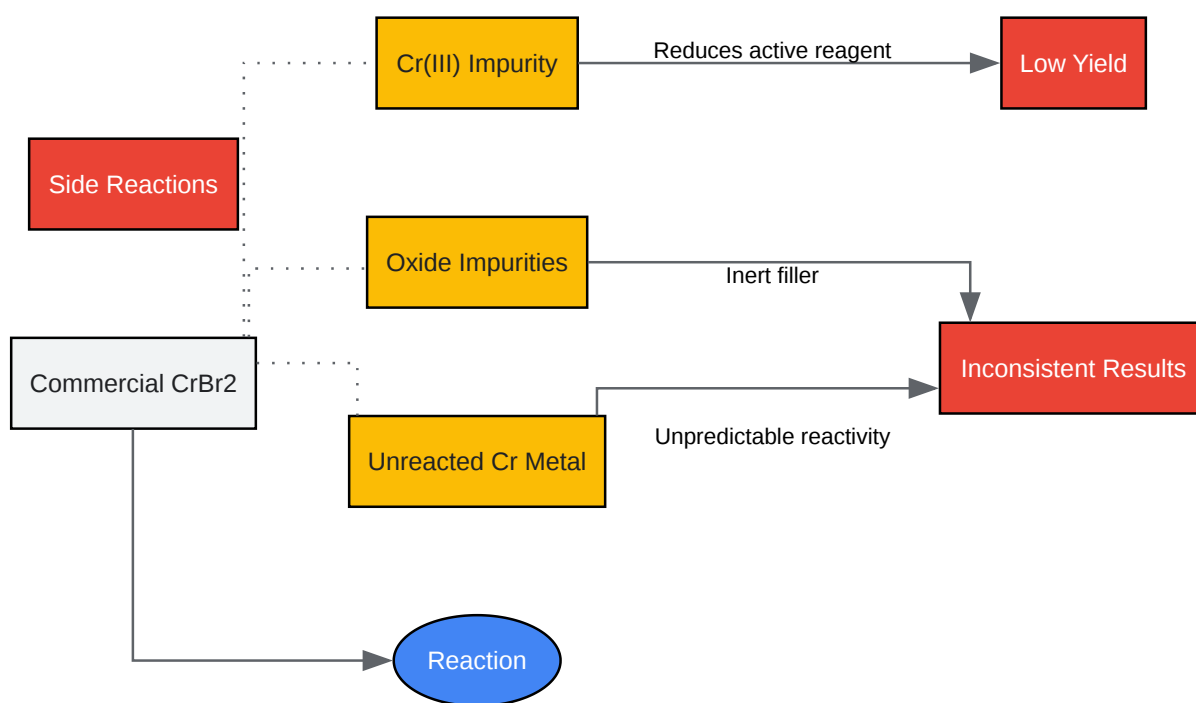 Cr(III) Impurity
Reduces active reagent
Low Yield
Side Reactions
Oxide Impurities
Inert filler
Commercial CrBr2
Inconsistent Results
Unreacted Cr Metal
Unpredictable reactivity
Reaction